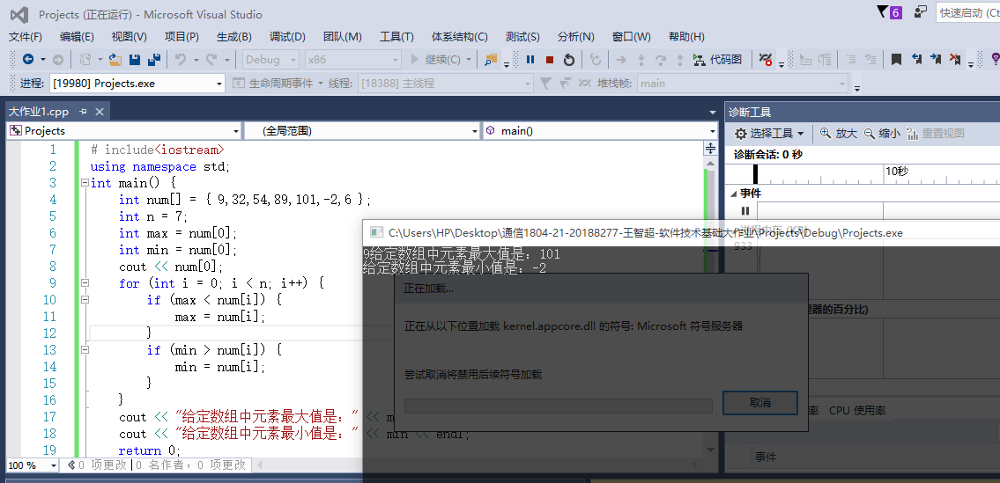 Projects (正在运行) - Microsoft Visual Studio
6
快速启动 (Ct
文件(F) 编辑(E) 视图(V) 项目(P) 生成(B) 调试(D) 团队(M) 工具(T) 体系结构(C) 测试(S) 分析(N) 窗口(W) 帮助(H)
Debug x86 继续(C) 代码图
进程: [19980] Projects.exe 生命周期事件 线程: [18388] 主线程 堆栈帧: main
大作业1.cpp
诊断工具
Projects (全局范围) main()
选择工具 放大 缩小 重置视图
诊断会话: 0 秒
10秒
事件
1 # include<iostream>
2 using namespace std;
3 int main() {
4 int num[] = { 9,32,54,89,101,-2,6 };
5 int n = 7;
6 int max = num[0];
7 int min = num[0];
8 cout << num[0];
9 for (int i = 0; i < n; i++) {
10 if (max < num[i]) {
11 max = num[i];
12 }
13 if (min > num[i]) {
14 min = num[i];
15 }
16 }
17 cout << "给定数组中元素最大值是: " << m
18 cout << "给定数组中元素最小值是: " << min << endl;
19 return 0;
100 % 0 项更改 | 0 名作者, 0 项更改
C:\Users\HP\Desktop\通信1804-21-20188277-王智超-软件技术基础大作业\Projects\Debug\Projects.exe
933
9给定数组中元素最大值是: 101
给定数组中元素最小值是: -2
正在加载...
理器的百分比)
正在从以下位置加载 kernel.appcore.dll 的符号: Microsoft 符号服务器
尝试取消将禁用后续符号加载
取消
率 CPU 使用率
事件